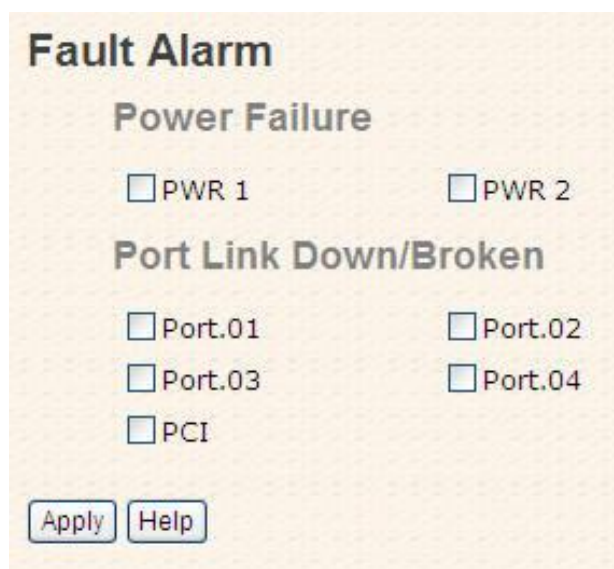 Fault Alarm
Power Failure
PWR 1 PWR 2
Port Link Down/Broken
Port.01 Port.02
Port.03 Port.04
PCI
Apply Help